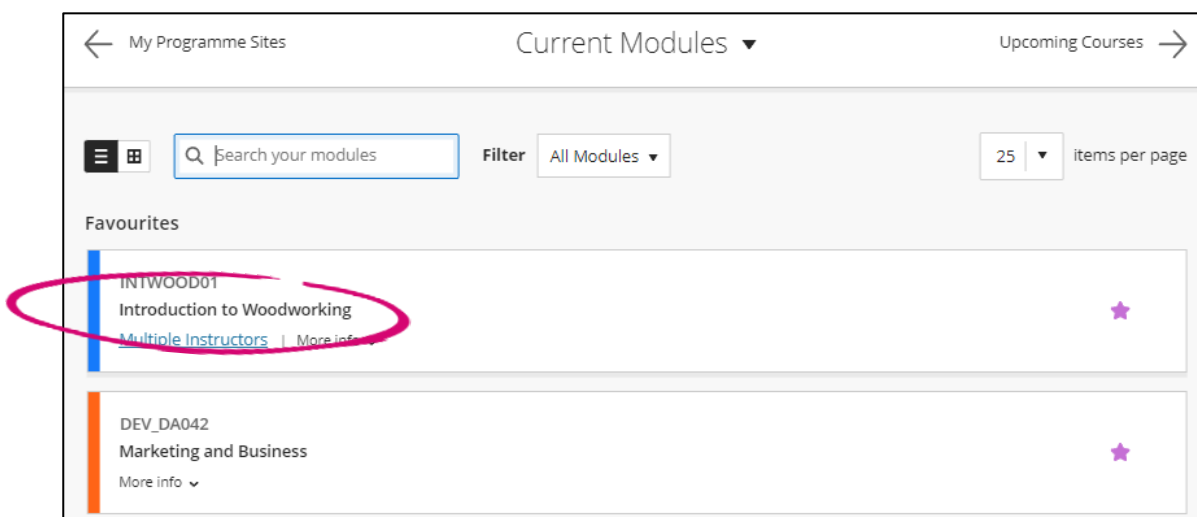 My Programme Sites
Current Modules
Upcoming Courses
Search your modules
Filter
All Modules
25
items per page
Favourites
INTWOOD01
Introduction to Woodworking
Multiple Instructors | More info
DEV_DA042
Marketing and Business
More info